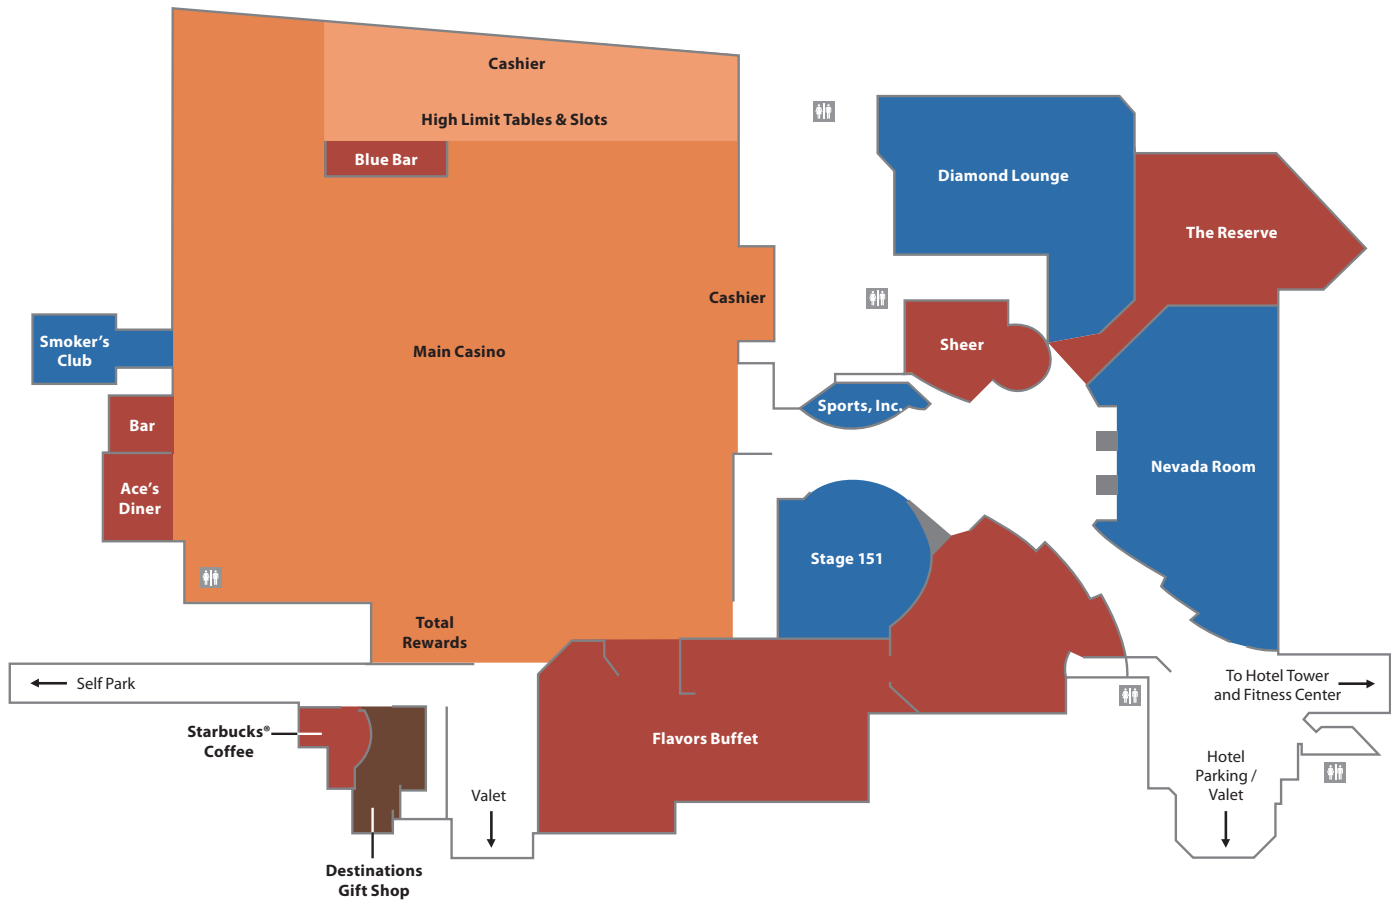 Cashier
High Limit Tables & Slots
Blue Bar
Diamond Lounge
The Reserve
Cashier
Smoker's
Club
Main Casino
Sheer
Sports, Inc.
Bar
Ace's
Diner
Nevada Room
Stage 151
Total
Rewards
Self Park
To Hotel Tower
and Fitness Center
Starbucks®
Coffee
Flavors Buffet
Valet
Hotel
Parking /
Valet
Destinations
Gift Shop